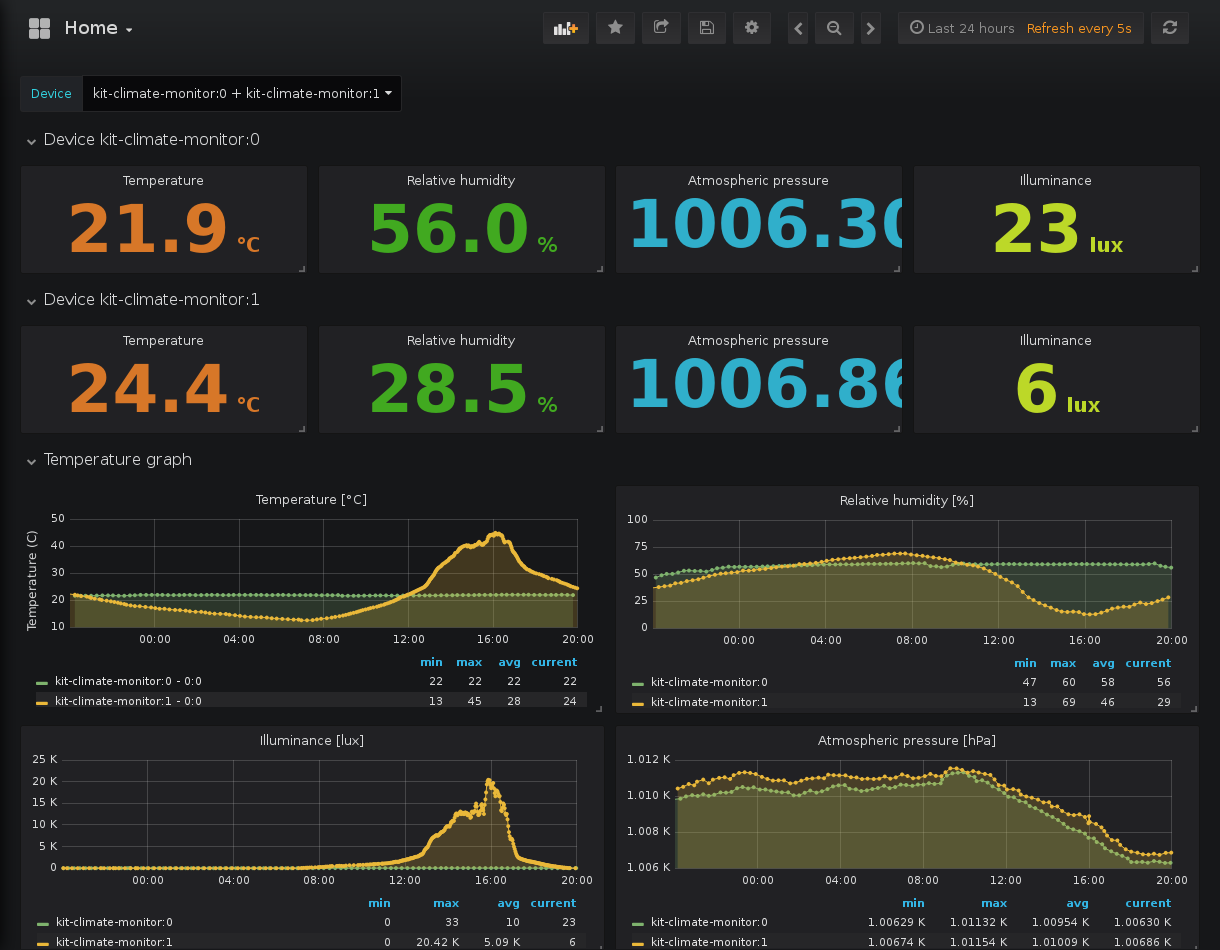 Home
Last 24 hours Refresh every 5s
Device kit-climate-monitor:0 + kit-climate-monitor:1
Device kit-climate-monitor:0
Temperature Relative humidity Atmospheric pressure Illuminance
21.9 °C 56.0 % 1006.30 23 lux
Device kit-climate-monitor:1
Temperature Relative humidity Atmospheric pressure Illuminance
24.4 °C 28.5 % 1006.86 6 lux
Temperature graph
Temperature [°C]
Temperature (C)
50
40
30
20
10
00:00 04:00 08:00 12:00 16:00 20:00
min max avg current
kit-climate-monitor:0 - 0:0 22 22 22 22
kit-climate-monitor:1 - 0:0 13 45 28 24
Relative humidity [%]
100
75
50
25
0
00:00 04:00 08:00 12:00 16:00 20:00
min max avg current
kit-climate-monitor:0 47 60 58 56
kit-climate-monitor:1 13 69 46 29
Illuminance [lux]
25 K
20 K
15 K
10 K
5 K
0
00:00 04:00 08:00 12:00 16:00 20:00
min max avg current
kit-climate-monitor:0 0 33 10 23
kit-climate-monitor:1 0 20.42 K 5.09 K 6
Atmospheric pressure [hPa]
1.012 K
1.010 K
1.008 K
1.006 K
00:00 04:00 08:00 12:00 16:00 20:00
min max avg current
kit-climate-monitor:0 1.00629 K 1.01132 K 1.00954 K 1.00630 K
kit-climate-monitor:1 1.00674 K 1.01154 K 1.01009 K 1.00686 K